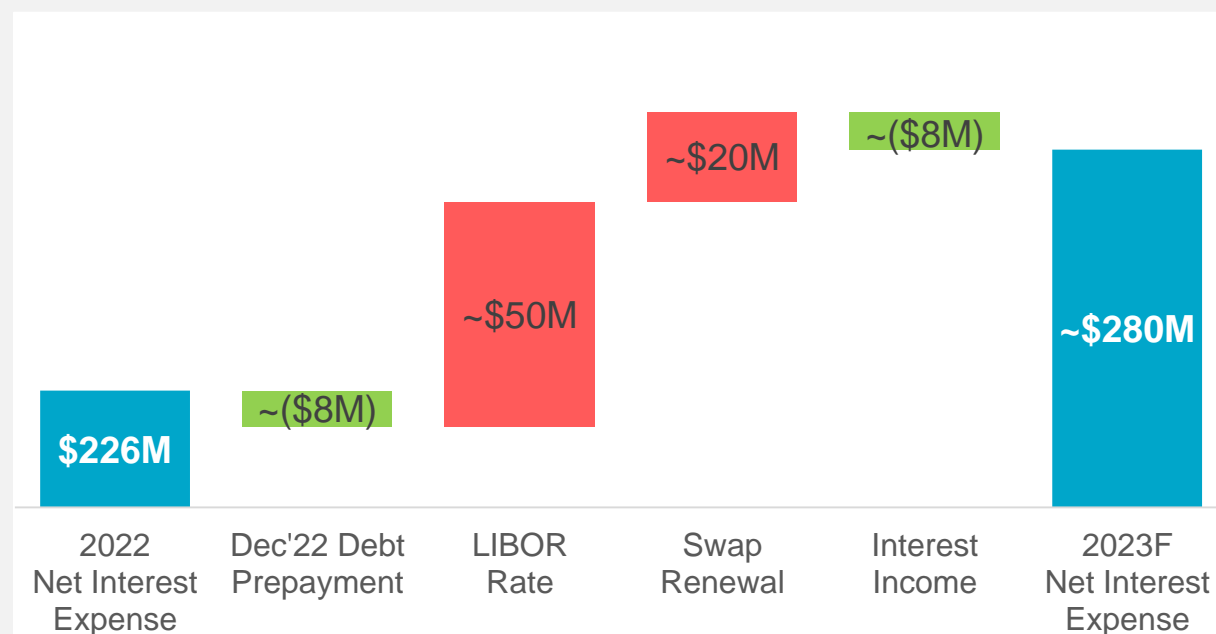 ~($8M)
~$20M
~$50M
~$280M
~($8M)
$226M
2022
Net Interest
Expense
Dec'22 Debt
Prepayment
LIBOR
Rate
Swap
Renewal
Interest
Income
2023F
Net Interest
Expense